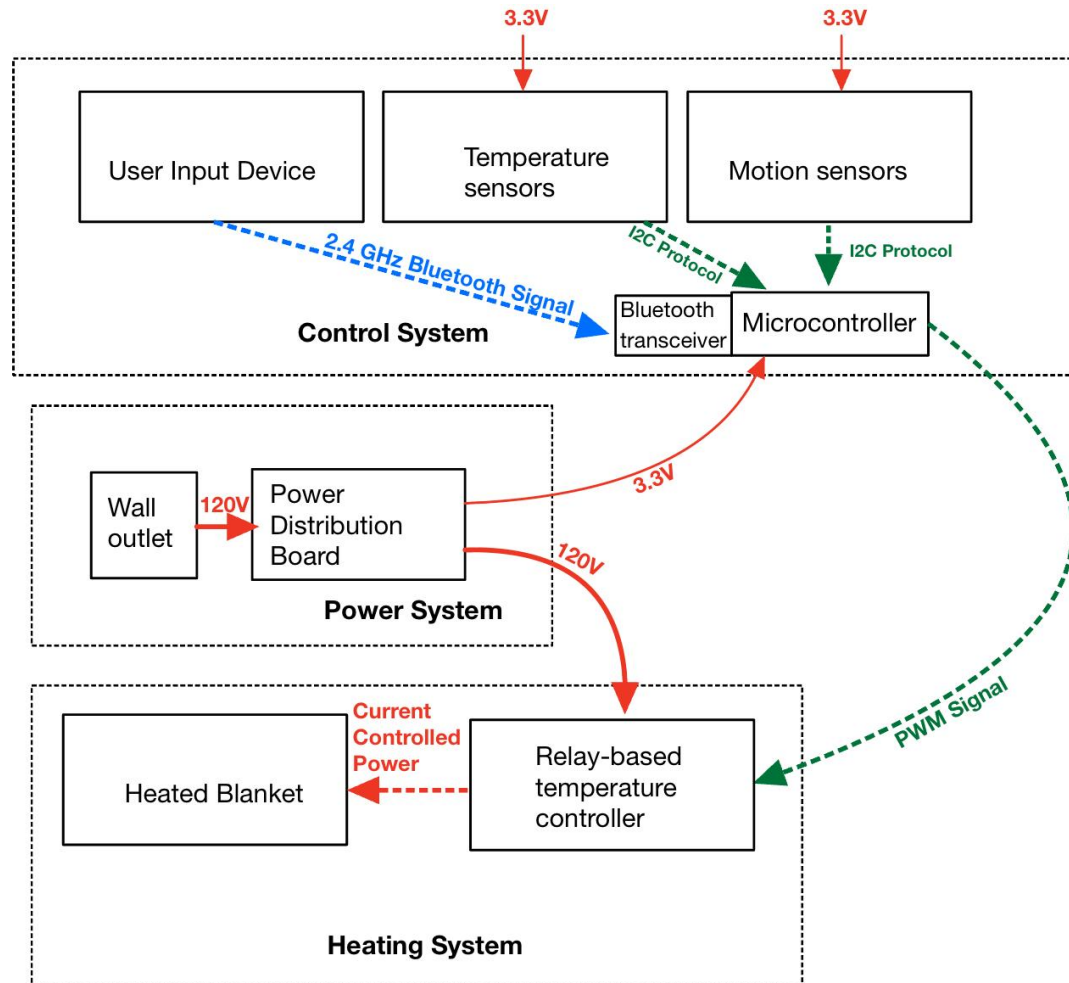 3.3V
3.3V
User Input Device
Temperature
sensors
Motion sensors
2.4 GHz Bluetooth Signal
I2C Protocol
I2C Protocol
Bluetooth
transceiver
Microcontroller
Control System
3.3V
Wall
outlet
120V
Power
Distribution
Board
120V
Power System
PWM Signal
Current
Controlled
Power
Heated Blanket
Relay-based
temperature
controller
Heating System